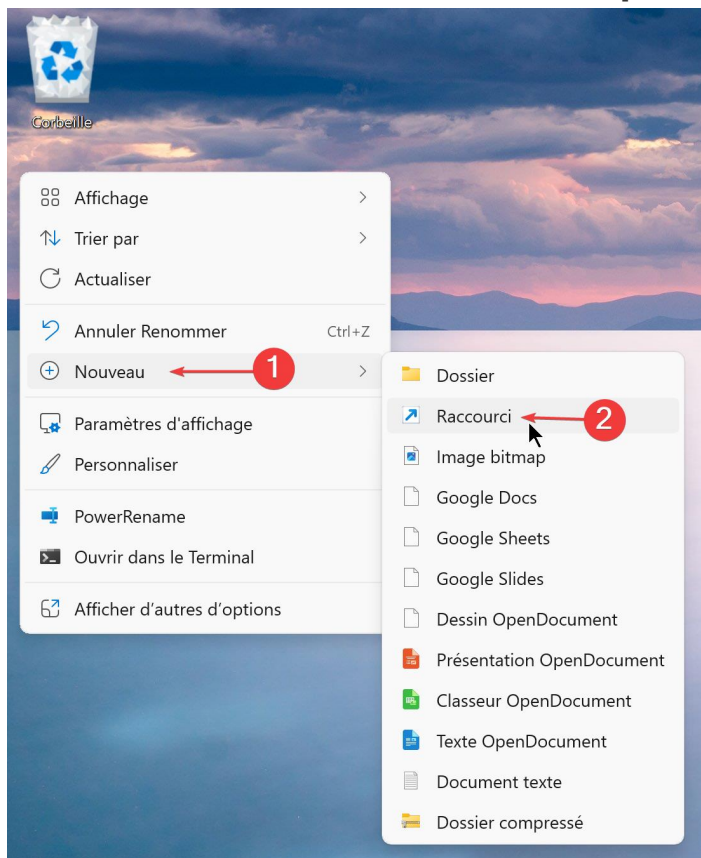 Corbeille
Affichage
Trier par
Actualiser
Annuler Renommer Ctrl+Z
Nouveau 1
Paramètres d'affichage
Personnaliser
PowerRename
Ouvrir dans le Terminal
Afficher d’autres d’options
Dossier
Raccourci 2
Image bitmap
Google Docs
Google Sheets
Google Slides
Dessin OpenDocument
Présentation OpenDocument
Classeur OpenDocument
Texte OpenDocument
Document texte
Dossier compressé